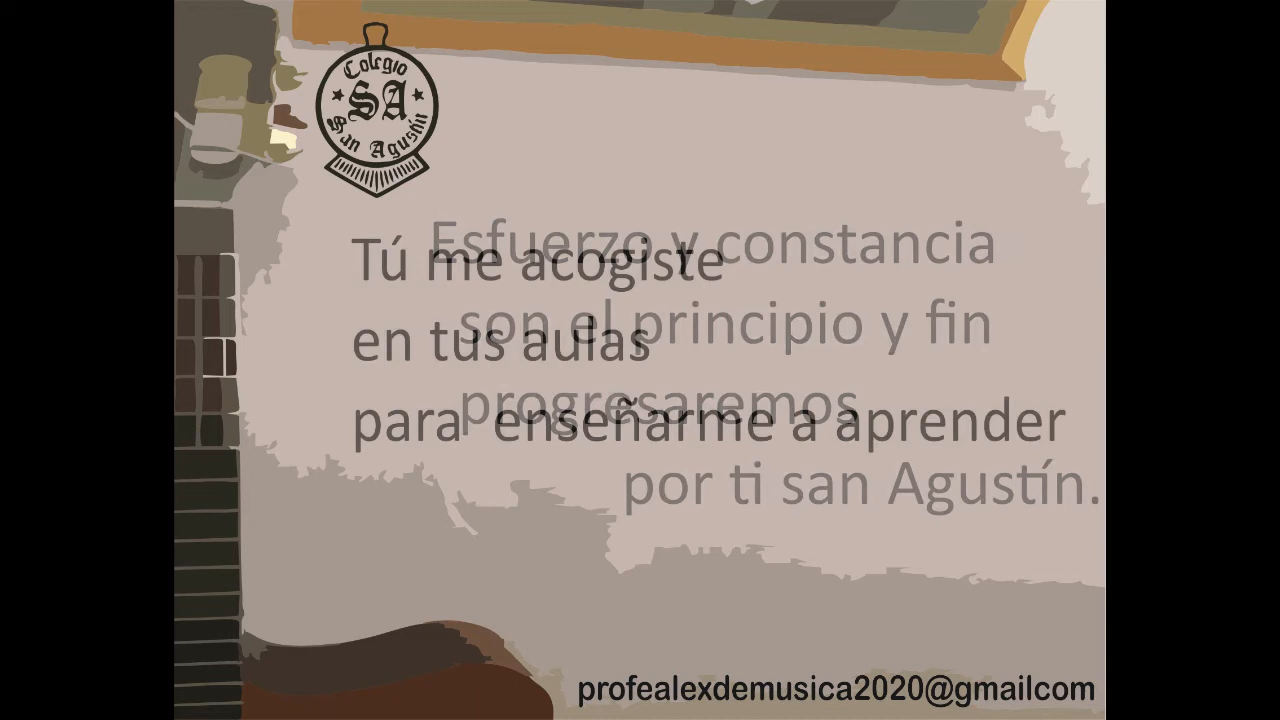 Colegio
SA
San Agustín
Esfuerzo y constancia
son el principio y fin
progresaremos
por ti san Agustín.
Tú me acogiste
en tus aulas
para enseñarme a aprender
profealexdemusica2020@gmailcom